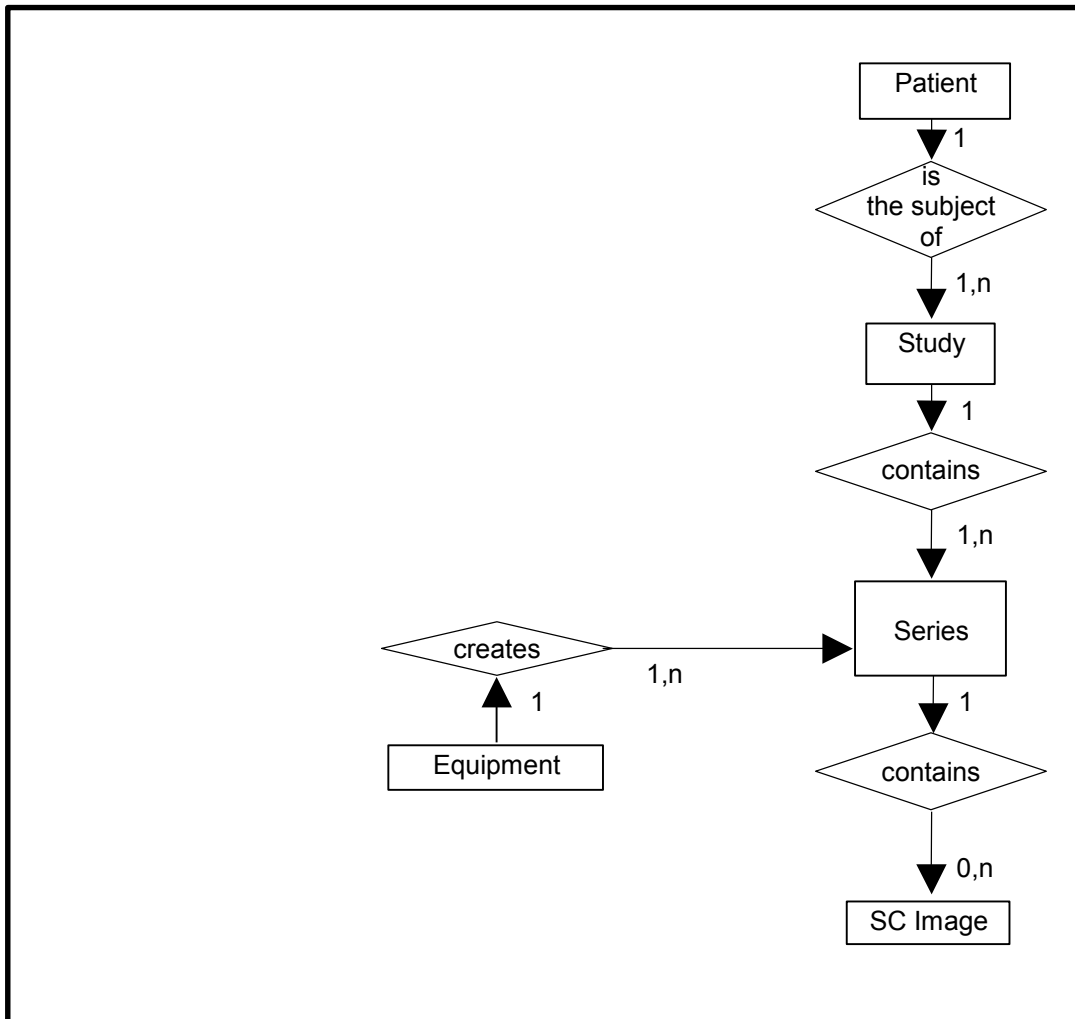 Patient
1
is
the subject
of
1,n
Study
1
contains
1,n
Series
creates
1,n
1
1
Equipment
contains
0,n
SC Image